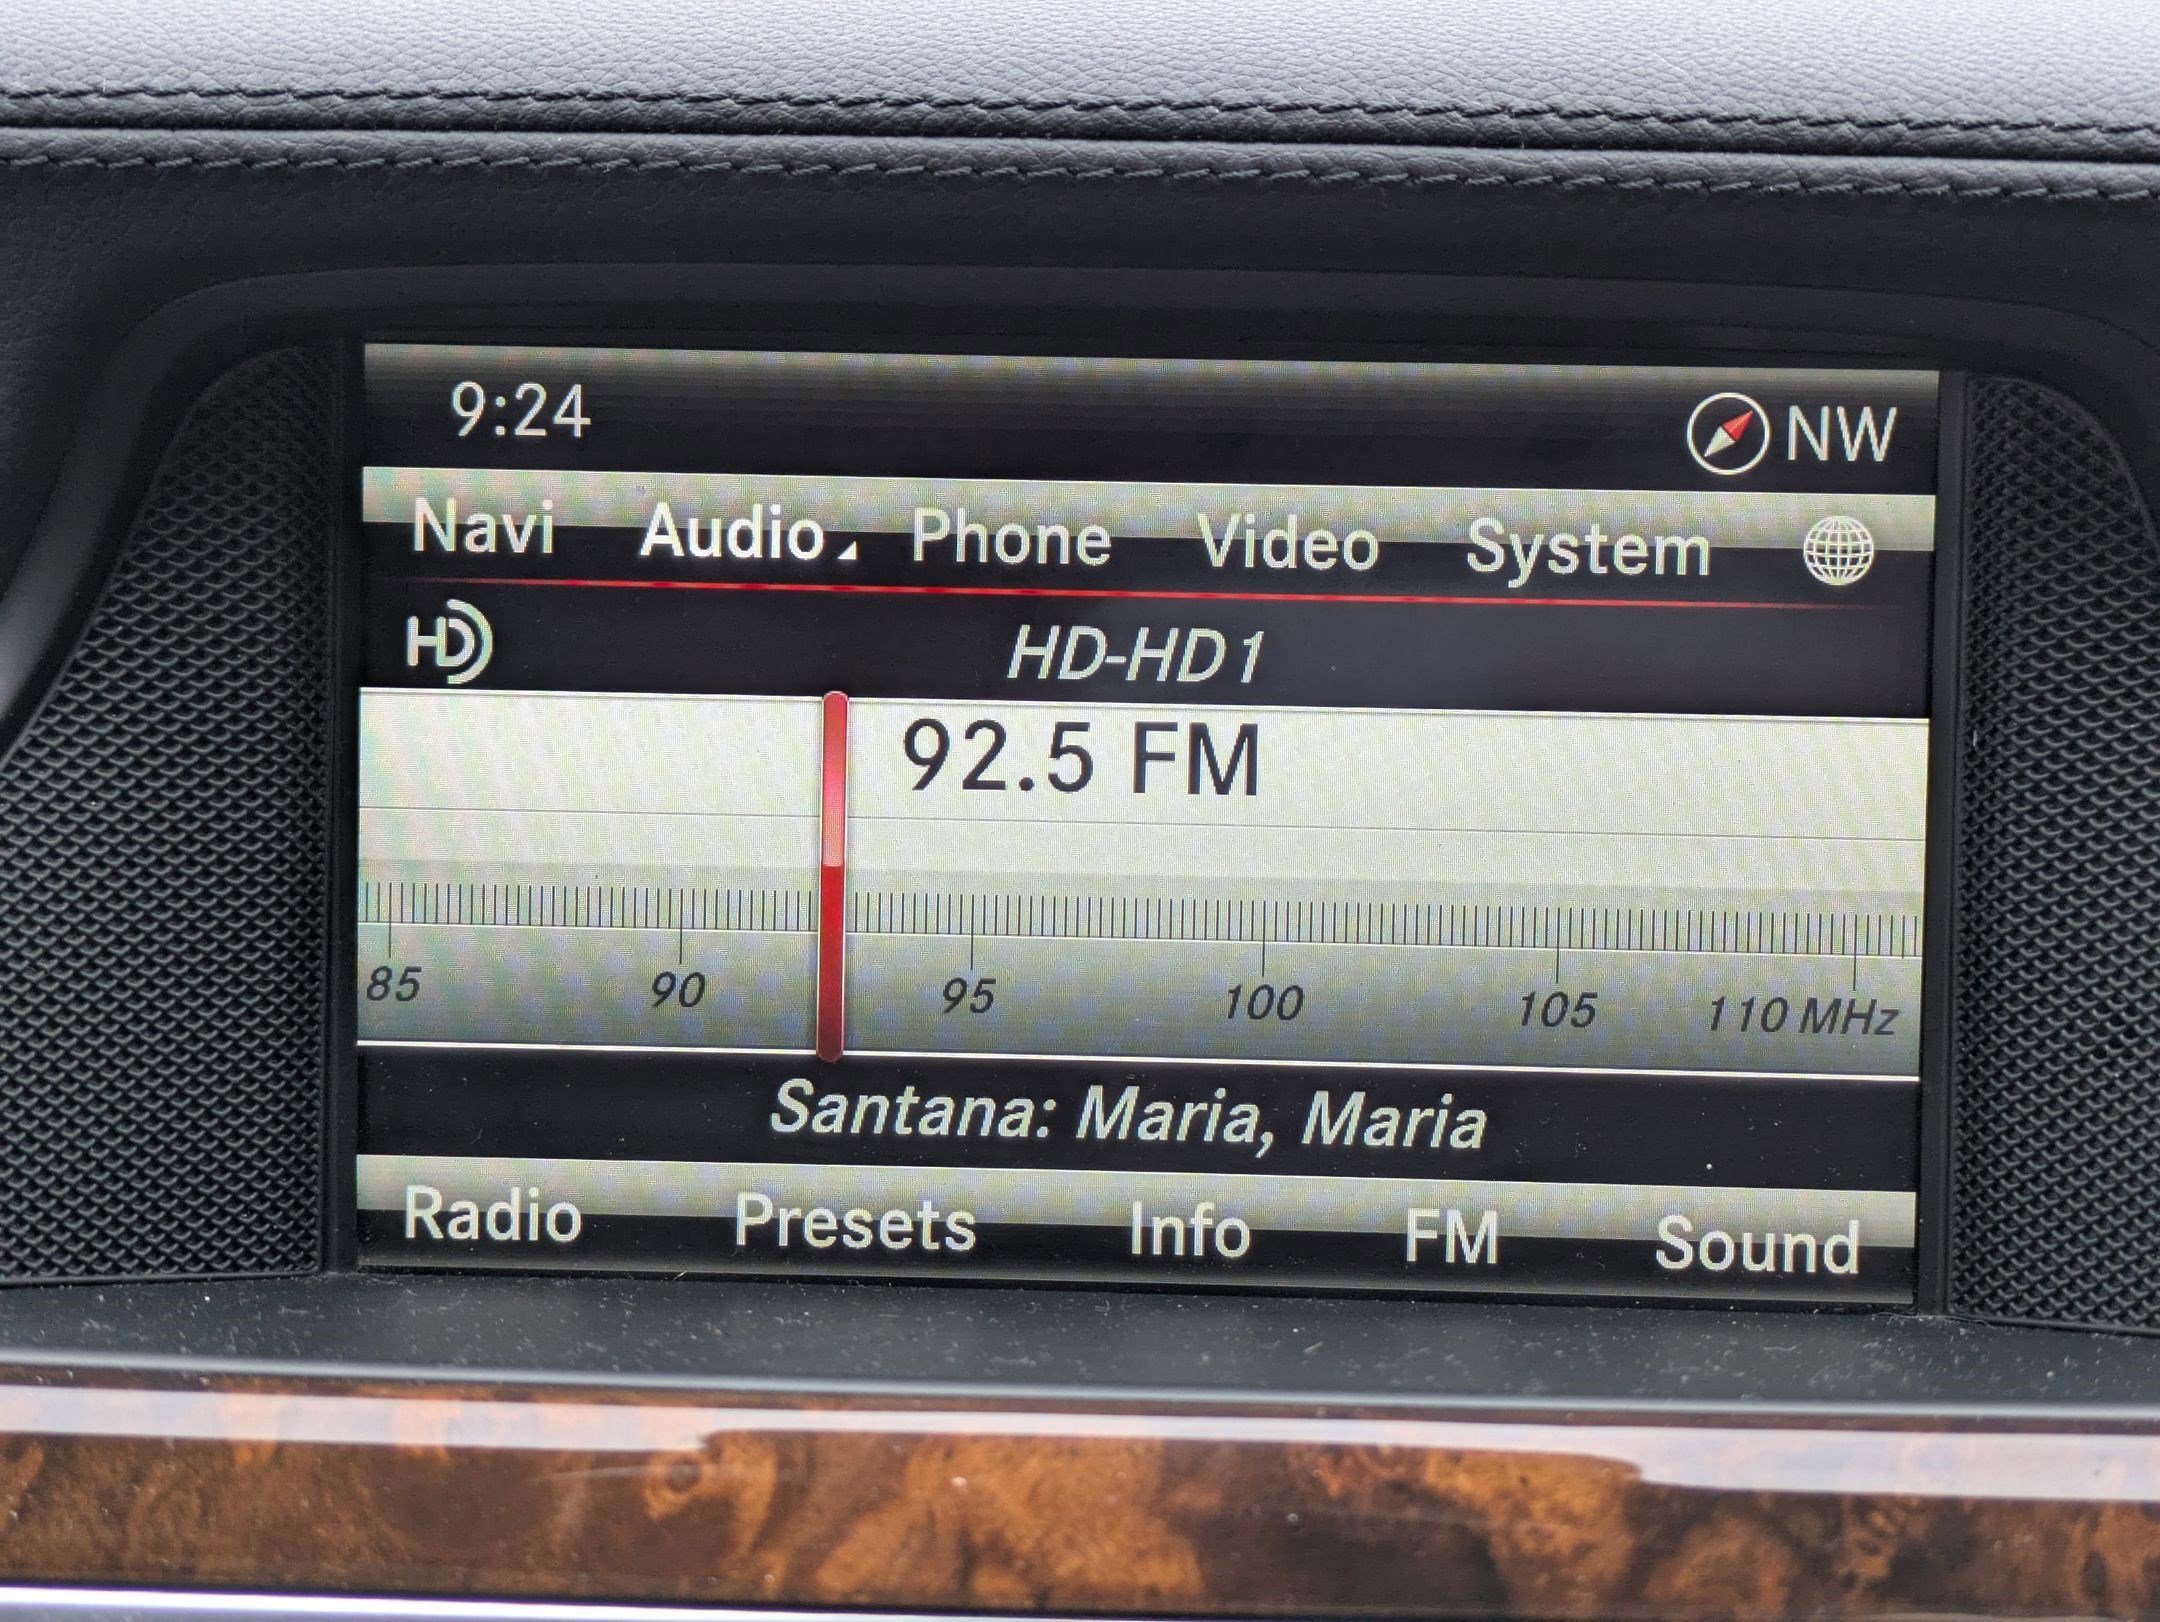 9:24 NW
Navi Audio Phone Video System
HD HD-HD1
92.5 FM
85 90 95 100 105 110 MHz
Santana: Maria, Maria
Radio Presets Info FM Sound